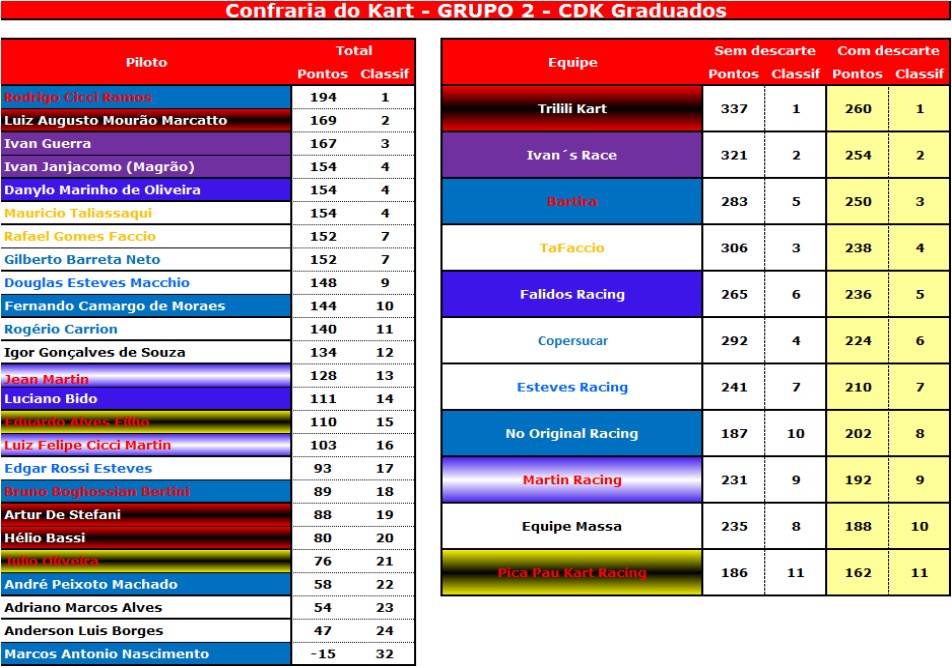 Confraria do Kart - GRUPO 2 - CDK Graduados
Piloto Total
Pontos Classif
Rodrigo Cicci Ramos 194 1
Luiz Augusto Mourão Marcatto 169 2
Ivan Guerra 167 3
Ivan Janjacomo (Magrão) 154 4
Danylo Marinho de Oliveira 154 4
Mauricio Taliassaqui 154 4
Rafael Gomes Faccio 152 7
Gilberto Barreta Neto 152 7
Douglas Esteves Macchio 148 9
Fernando Camargo de Moraes 144 10
Rogério Carrion 140 11
Igor Gonçalves de Souza 134 12
Jean Martin 128 13
Luciano Bido 111 14
Eduardo Alves Filho 110 15
Luiz Felipe Cicci Martin 103 16
Edgar Rossi Esteves 93 17
Bruno Boghossian Bertini 89 18
Artur De Stefani 88 19
Hélio Bassi 80 20
Julio Oliveira 76 21
André Peixoto Machado 58 22
Adriano Marcos Alves 54 23
Anderson Luis Borges 47 24
Marcos Antonio Nascimento -15 32
Equipe Sem descarte Com descarte
Pontos Classif Pontos Classif
Trilili Kart 337 1 260 1
Ivan´s Race 321 2 254 2
Bartira 283 5 250 3
TaFaccio 306 3 238 4
Falidos Racing 265 6 236 5
Copersucar 292 4 224 6
Esteves Racing 241 7 210 7
No Original Racing 187 10 202 8
Martin Racing 231 9 192 9
Equipe Massa 235 8 188 10
Pica Pau Kart Racing 186 11 162 11